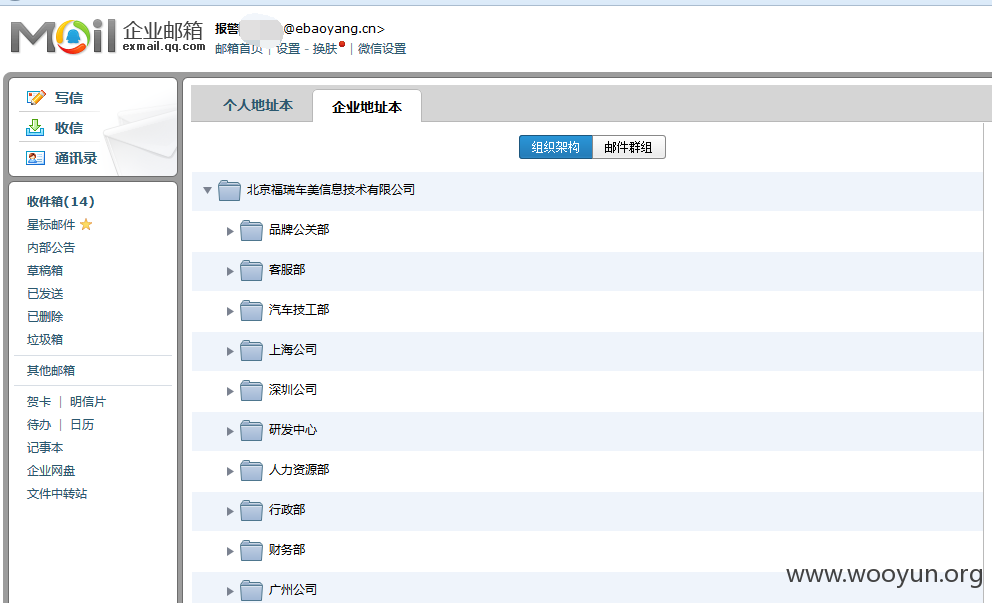 Mail 企业邮箱
exmail.qq.com
报警 @ebaoyang.cn>
邮箱首页 | 设置 - 换肤 | 微信设置
写信
收信
通讯录
收件箱(14)
星标邮件
内部公告
草稿箱
已发送
已删除
垃圾箱
其他邮箱
贺卡 | 明信片
待办 | 日历
记事本
企业网盘
文件中转站
个人地址本 企业地址本
组织架构 邮件群组
北京福瑞车美信息技术有限公司
品牌公关部
客服部
汽车技工部
上海公司
深圳公司
研发中心
人力资源部
行政部
财务部
广州公司
www.wooyun.org